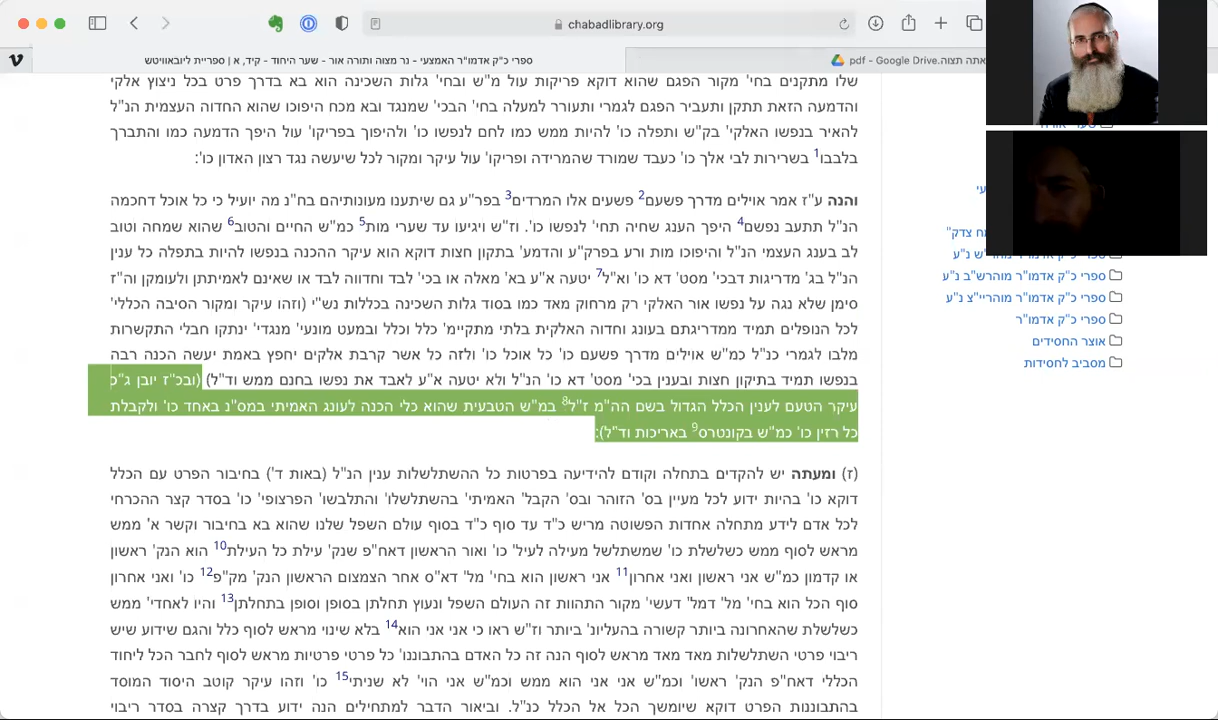 chabadlibrary.org
ספרי כ"ק אדמו"ר האמצעי - נר מצוה ותורה אור - שער היחוד - קיד, א | ספריית ליובאוויטש
אתה תצוה.pdf - Google Drive
שלו מתקנים בחי' מקור הפגם שהוא דוקא פריקות עול מ"ש ובחי' גלות השכינה הוא בא בדרך פרט בכל ניצוץ אלקי
והדמעה הזאת תתקן ותעביר הפגם לגמרי ותעורר למעלה בחי' הבכי' שמנגד ובא מכח היפוכו שהוא החדוה העצמית הנ"ל
להאיר בנפשו האלקי' בק"ש ותפלה כו' להיות ממש כמו לחם לנפשו כו' ולהיפוך בפריקו' עול היפך הדמעה כמו והתברך
בלבבו1 בשרירות לבי אלך כו' כעבד שמורד שהמרידה ופריקו' עול עיקר ומקור לכל שיעשה נגד רצון האדון כו':
והנה ע"ז אמר אוילים מדרך פשעם2 פשעים אלו המרדים3 בפר"ע גם שיתענו מעונותיהם בח"נ מה יועיל כי כל אוכל דחכמה
הנ"ל תתעב נפשם4 היפך הענג שחיה תחי' לנפשו כו'. וז"ש ויגיעו עד שערי מות5 כמ"ש החיים והטוב6 שהוא שמחה וטוב
לב בענג העצמי הנ"ל והיפוכו מות ורע בפרק"ע והדמע' בתקון חצות דוקא הוא עיקר ההכנה בנפשו להיות בתפלה כל ענין
הנ"ל בג' מדריגות דבכי' מסט' דא כו' וא"ל7 יטעה א"ע בא' מאלה או בכי' לבד וחדוה לבד או שאינם לאמיתתן ולעומקן וה"ז
סימן שלא נגה על נפשו אור האלקי רק מרחוק מאד כמו בסוד גלות השכינה בכללות נש"י (וזהו עיקר ומקור הסיבה הכללי'
לכל הנופלים תמיד ממדריגתם בעונג וחדוה האלקית בלתי מתקיימ' כלל וכלל ובמעט מונעי' מנגדי' ינתקו חבלי התקשרות
מלבו לגמרי כנ"ל כמ"ש אוילים מדרך פשעם כו' כל אוכל כו' ולזה כל אשר קרבת אלקים יחפץ באמת יעשה הכנה רבה
בנפשו תמיד בתיקון חצות ובענין בכי' מסט' דא כו' הנ"ל ולא יטעה א"ע לאבד את נפשו בחנם ממש וד"ל) (ובכ"ז יובן ג"כ
עיקר הטעם לענין הכלל הגדול בשם הה"מ ז"ל8 במ"ש הטבעית שהוא כלי הכנה לעונג האמיתי במס"נ באחד כו' ולקבלת
כל רזין כו' כמ"ש בקונטרס9 באריכות וד"ל):
(ז) ומעתה יש להקדים בתחלה וקודם להידיעה בפרטות כל ההשתלשלות ענין הנ"ל (באות ד') בחיבור הפרט עם הכלל
דוקא כו' בהיות ידוע לכל מעיין בס' הזוהר ובס' הקבל' האמיתי' בהשתלשלו' והתלבשו' הפרצופי' כו' בסדר קצר ההכרחי
לכל אדם לידע מתחלה אחדות הפשוטה מריש כ"ד עד סוף כ"ד בסוף עולם השפל שלנו שהוא בא בחיבור וקשר א' ממש
מראש לסוף ממש כשלשלת כו' שמשתלשל מעילה לעיל' כו' ואור הראשון דאח"פ שנק' עילת כל העילת10 הוא הנק' ראשון
או קדמון כמ"ש אני ראשון ואני אחרון11 אני ראשון הוא בחי' מל' דא"ס אחר הצמצום הראשון הנק' מק"פ12 כו' ואני אחרון
סוף הכל הוא בחי' מל' דמל' דעשי' מקור התהוות זה העולם השפל ונעוץ תחלתן בסופן וסופן בתחלתן13 והיו לאחדי' ממש
כשלשלת שהאחרונה ביותר קשורה בהעליונ' ביותר וז"ש ראו כי אני אני הוא14 בלא שינוי מראש לסוף כלל והגם שידוע שיש
ריבוי פרטי השתלשלות מאד מאד מראש לסוף הנה זה כל האדם בהתבוננו' כל פרטי פרטיות מראש לסוף לחבר הכל ליחוד
הכללי דאח"פ הנק' ראשו' וכמ"ש אני אני הוא ממש וכמ"ש אני הוי' לא שניתי15 כו' וזהו עיקר קוטב היסוד המוסד
בהתבוננות הפרט דוקא שיומשך הכל אל הכלל כנ"ל. וביאור הדבר למתחילים הנה ידוע בדרך קצרה בסדר ריבוי
ספרי כ"ק אדמו"ר מוהרש"ב נ"ע
ספרי כ"ק אדמו"ר מוהריי"צ נ"ע
ספרי כ"ק אדמו"ר
אוצר החסידים
מסביב לחסידות